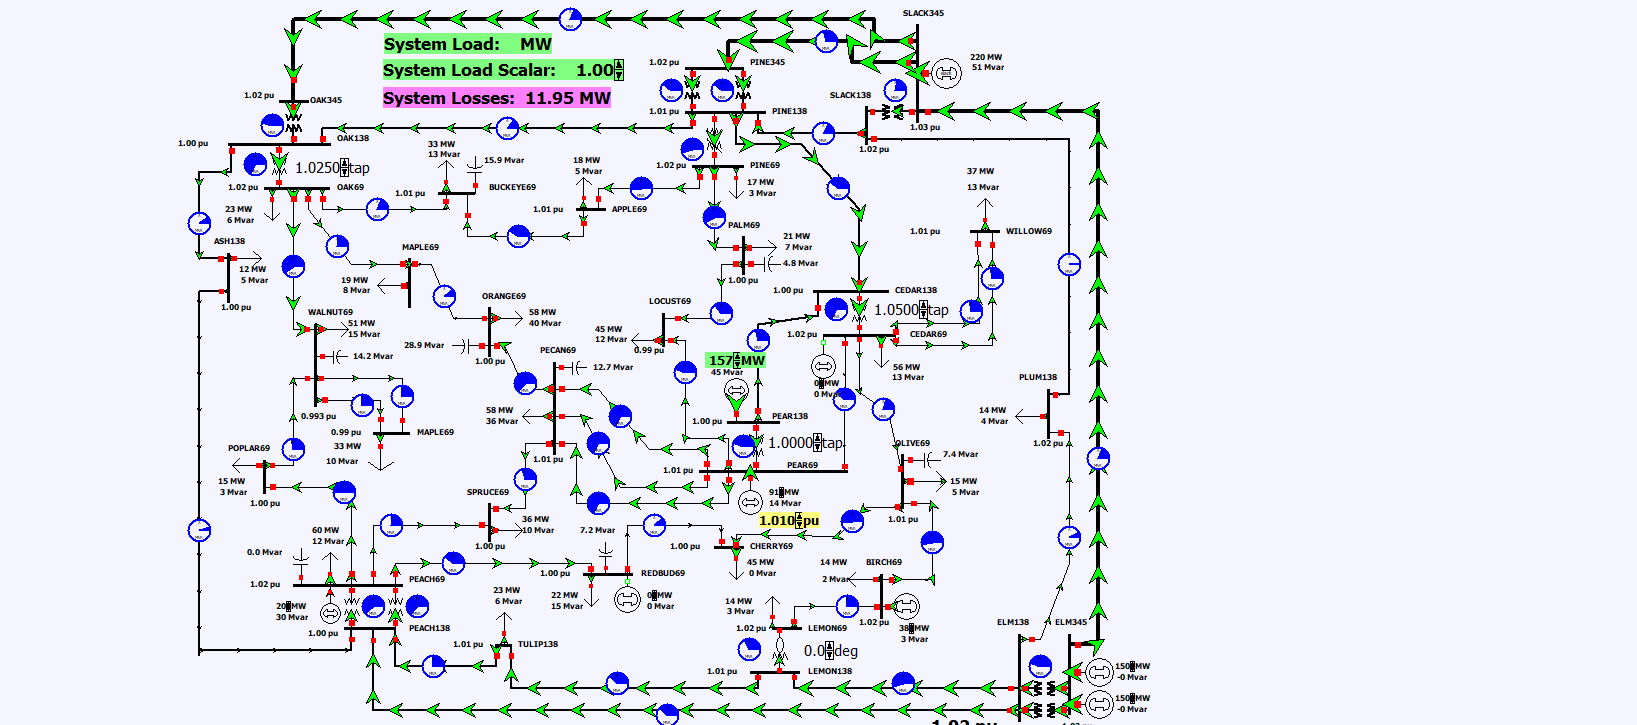 SLACK345
System Load: MW
System Load Scalar: 1.00
System Losses: 11.95 MW
220 MW
51 Mvar
1.02 pu
PINE345
SLACK138
1.03 pu
1.02 pu
OAK345
1.01 pu
PINE138
1.02 pu
1.00 pu
OAK138
1.0250 tap
1.02 pu
OAK69
33 MW
13 Mvar
15.9 Mvar
BUCKEYE69
1.01 pu
18 MW
5 Mvar
1.01 pu
APPLE69
1.02 pu
PINE69
17 MW
3 Mvar
37 MW
13 Mvar
1.01 pu
WILLOW69
23 MW
6 Mvar
ASH138
12 MW
5 Mvar
1.00 pu
MAPLE69
19 MW
8 Mvar
PALM69
21 MW
7 Mvar
4.8 Mvar
1.00 pu
1.00 pu
CEDAR138
1.0500 tap
1.02 pu
CEDAR69
56 MW
13 Mvar
0 MW
0 Mvar
ORANGE69
58 MW
40 Mvar
28.9 Mvar
1.00 pu
LOCUST69
45 MW
12 Mvar
0.99 pu
WALNUT69
51 MW
15 Mvar
14.2 Mvar
0.993 pu
PECAN69
12.7 Mvar
58 MW
36 Mvar
1.01 pu
157 MW
45 Mvar
1.00 pu
PEAR138
1.0000 tap
1.01 pu
PEAR69
91 MW
14 Mvar
1.010 pu
PLUM138
14 MW
4 Mvar
1.02 pu
0.99 pu
MAPLE69
33 MW
10 Mvar
POPLAR69
15 MW
3 Mvar
1.00 pu
OLIVE69
7.4 Mvar
15 MW
5 Mvar
1.01 pu
SPRUCE69
36 MW
10 Mvar
1.00 pu
60 MW
12 Mvar
0.0 Mvar
1.02 pu
PEACH69
7.2 Mvar
1.00 pu
REDBUD69
22 MW
15 Mvar
0 MW
0 Mvar
1.00 pu
CHERRY69
45 MW
0 Mvar
14 MW
2 Mvar
BIRCH69
1.02 pu
38 MW
3 Mvar
30 Mvar
1.00 pu
PEACH138
23 MW
6 Mvar
1.01 pu
TULIP138
14 MW
3 Mvar
1.02 pu
LEMON69
0.0 deg
1.01 pu
LEMON138
ELM138
ELM345
150 MW
-0 Mvar
150 MW
-0 Mvar